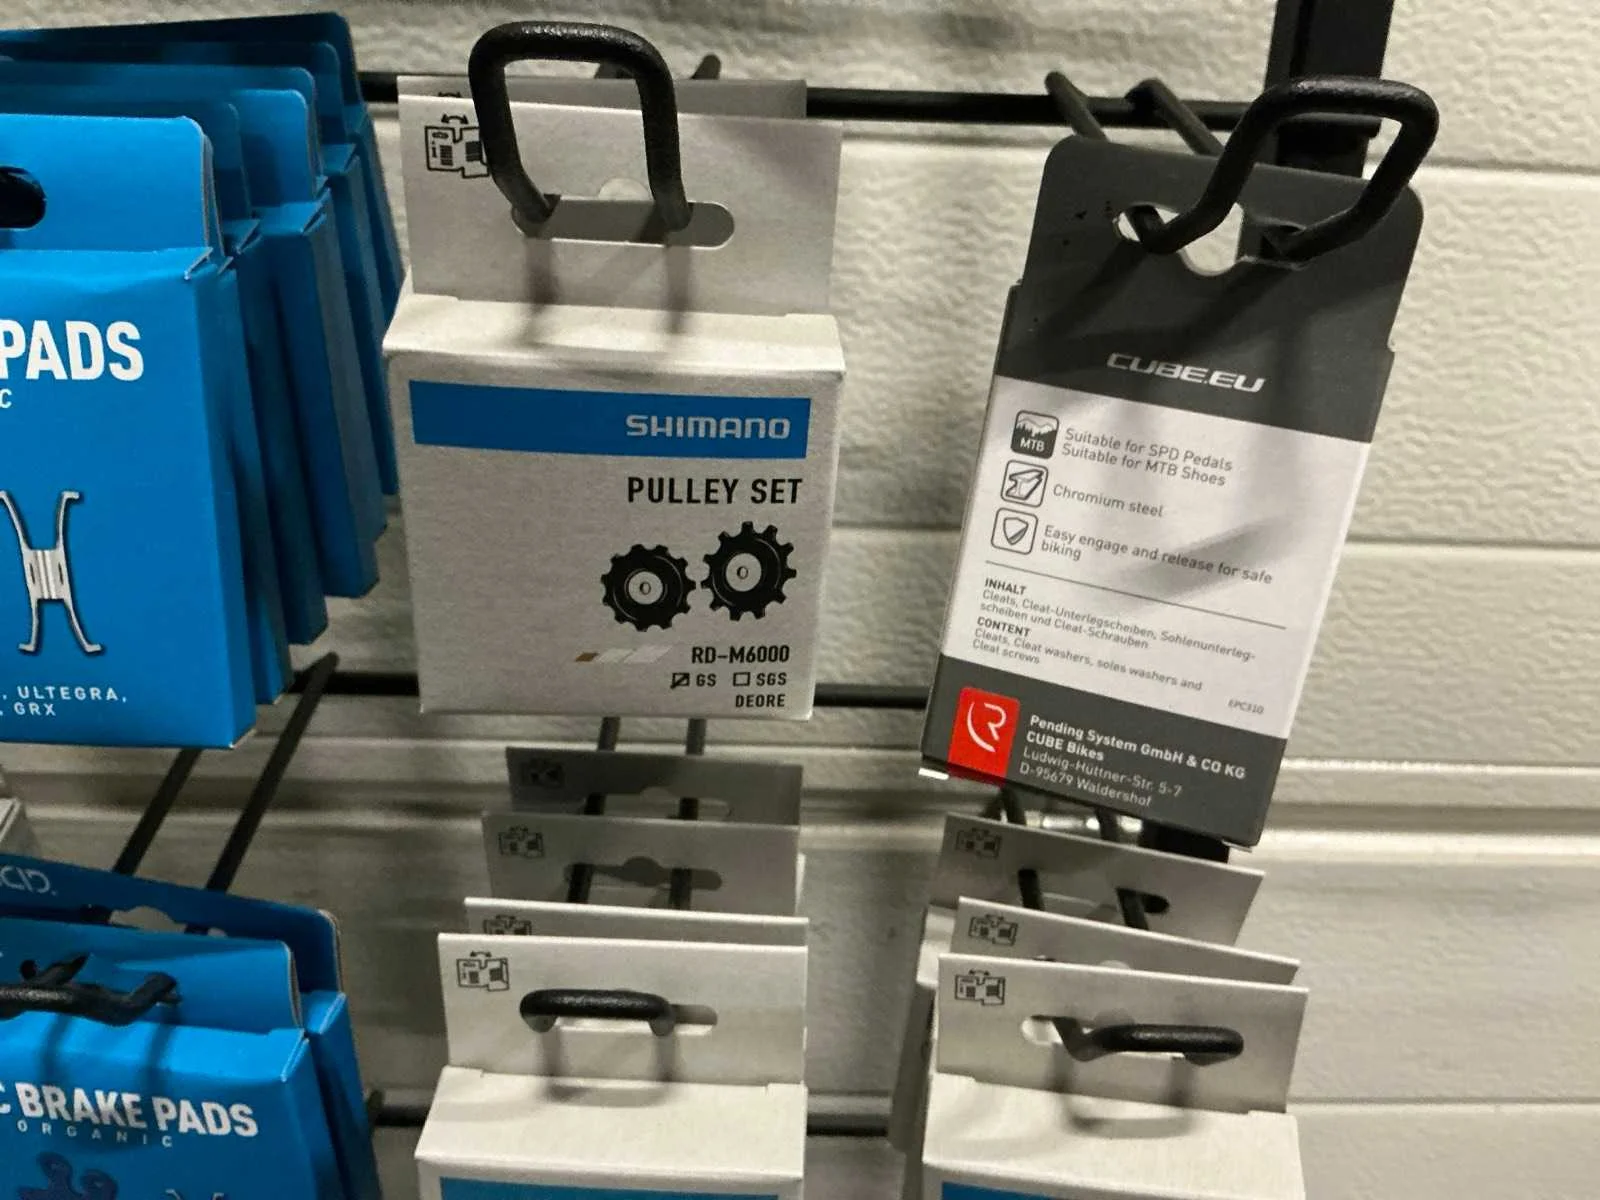 PADS
C
, ULTEGRA,
, GRX
SHIMANO
PULLEY SET
RD-M6000
GS SGS
DEORE
CUBE.EU
MTB
Suitable for SPD Pedals
Suitable for MTB Shoes
Chromium steel
Easy engage and release for safe
biking
INHALT
Cleats, Cleat-Unterlegscheiben, Sohlenunterleg-
scheiben und Cleat-Schrauben
CONTENT
Cleats, Cleat washers, soles washers and
Cleat screws
EPC310
Pending System GmbH & CO KG
CUBE Bikes
Ludwig-Hüttner-Str. 5-7
D-95679 Waldershof
CID.
C BRAKE PADS
ORGANIC